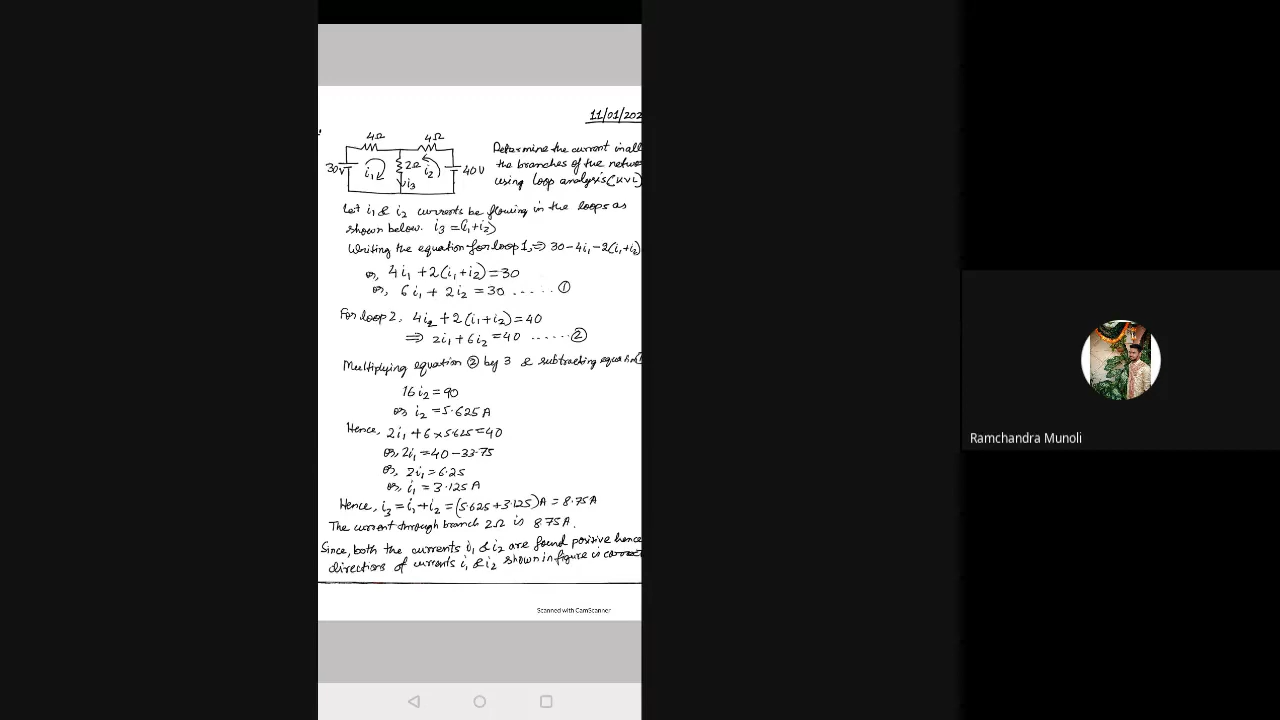 11/01/202
4Ω 4Ω
30V i₁ 2Ω i₂ i₃ 40V
Determine the current in all
the branches of the netwo
using loop analysis (KVL)
Let i₁ & i₂ currents be flowing in the loops as
shown below. i₃ = (i₁+i₂)
Writing the equation for loop 1, ⇒ 30 - 4i₁ - 2(i₁+i₂)
or, 4i₁ + 2(i₁+i₂) = 30
or, 6i₁ + 2i₂ = 30 ...... ①
For loop 2, 4i₂ + 2(i₁+i₂) = 40
⇒ 2i₁ + 6i₂ = 40 ...... ②
Multiplying equation ② by 3 & subtracting equation
16i₂ = 90
or i₂ = 5.625 A
Hence, 2i₁ + 6 × 5.625 = 40
or, 2i₁ = 40 - 33.75
or, 2i₁ = 6.25
or, i₁ = 3.125 A
Hence, i₃ = i₁ + i₂ = (5.625 + 3.125) A = 8.75 A
The current through branch 2Ω is 8.75 A.
Since, both the currents i₁ & i₂ are found positive hence
directions of currents i₁ & i₂ shown in figure is correct
Scanned with CamScanner
Ramchandra Munoli